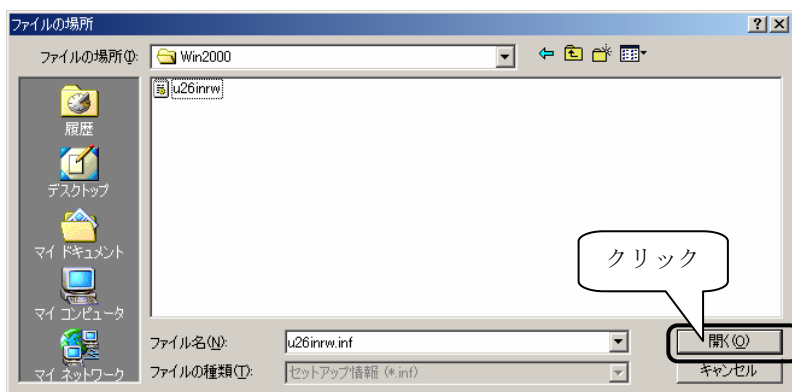 ファイルの場所
ファイルの場所(I): Win2000
u26inrw
履歴
デスクトップ
マイ ドキュメント
マイ コンピュータ
マイ ネットワーク
クリック
ファイル名(N): u26inrw.inf 開く(O)
ファイルの種類(T): セットアップ情報 (*.inf) キャンセル